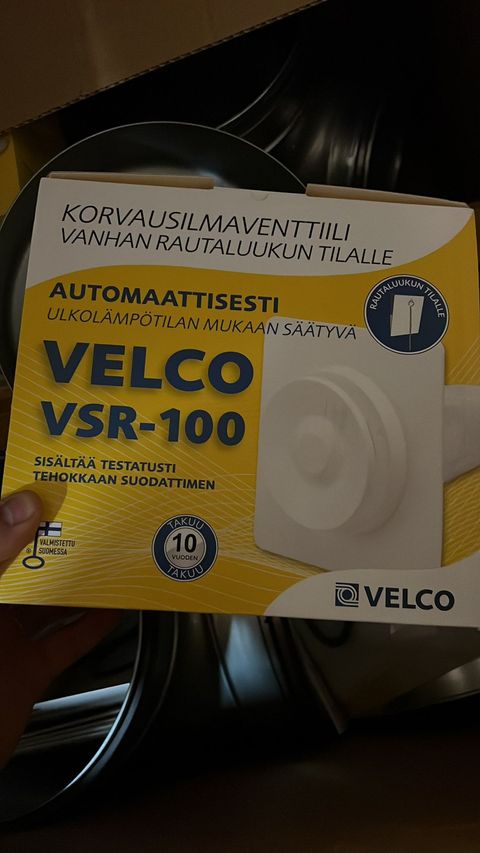 KORVAUSILMAVENTTIILI
VANHAN RAUTALUUKUN TILALLE
AUTOMAATTISESTI
ULKOLÄMPÖTILAN MUKAAN SÄÄTYVÄ
RAUTALUUKUN TILALLE
VELCO
VSR-100
SISÄLTÄÄ TESTATUSTI
TEHOKKAAN SUODATTIMEN
VALMISTETTU
SUOMESSA
TAKUU
10
VUODEN
TAKUU
VELCO